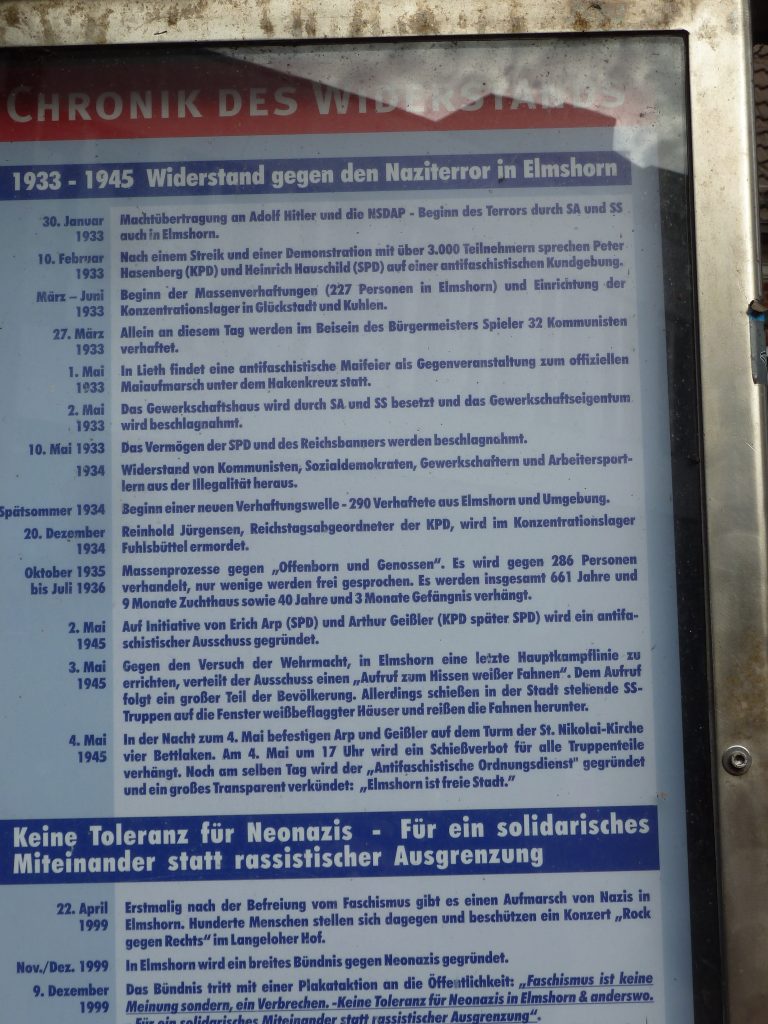 CHRONIK DES WIDERSTANDS
1933 - 1945 Widerstand gegen den Naziterror in Elmshorn
30. Januar 1933 Machtübertragung an Adolf Hitler und die NSDAP - Beginn des Terrors durch SA und SS
auch in Elmshorn.
10. Februar 1933 Nach einem Streik und einer Demonstration mit über 3.000 Teilnehmern sprechen Peter
Hasenberg (KPD) und Heinrich Hauschild (SPD) auf einer antifaschistischen Kundgebung.
März – Juni 1933 Beginn der Massenverhaftungen (227 Personen in Elmshorn) und Einrichtung der
Konzentrationslager in Glückstadt und Kuhlen.
27. März 1933 Allein an diesem Tag werden im Beisein des Bürgermeisters Spieler 32 Kommunisten
verhaftet.
1. Mai 1933 In Lieth findet eine antifaschistische Maifeier als Gegenveranstaltung zum offiziellen
Maiaufmarsch unter dem Hakenkreuz statt.
2. Mai 1933 Das Gewerkschaftshaus wird durch SA und SS besetzt und das Gewerkschaftseigentum
wird beschlagnahmt.
10. Mai 1933 Das Vermögen der SPD und des Reichsbanners werden beschlagnahmt.
1934 Widerstand von Kommunisten, Sozialdemokraten, Gewerkschaftern und Arbeitersport-
lern aus der Illegalität heraus.
Spätsommer 1934 Beginn einer neuen Verhaftungswelle - 290 Verhaftete aus Elmshorn und Umgebung.
20. Dezember 1934 Reinhold Jürgensen, Reichstagsabgeordneter der KPD, wird im Konzentrationslager
Fuhlsbüttel ermordet.
Oktober 1935 bis Juli 1936 Massenprozesse gegen „Offenborn und Genossen“. Es wird gegen 286 Personen
verhandelt, nur wenige werden frei gesprochen. Es werden insgesamt 661 Jahre und
9 Monate Zuchthaus sowie 40 Jahre und 3 Monate Gefängnis verhängt.
2. Mai 1945 Auf Initiative von Erich Arp (SPD) und Arthur Geißler (KPD später SPD) wird ein antifa-
schistischer Ausschuss gegründet.
3. Mai 1945 Gegen den Versuch der Wehrmacht, in Elmshorn eine letzte Hauptkampflinie zu
errichten, verteilt der Ausschuss einen „Aufruf zum Hissen weißer Fahnen“. Dem Aufruf
folgt ein großer Teil der Bevölkerung. Allerdings schießen in der Stadt stehende SS-
Truppen auf die Fenster weißbeflaggter Häuser und reißen die Fahnen herunter.
4. Mai 1945 In der Nacht zum 4. Mai befestigen Arp und Geißler auf dem Turm der St. Nikolai-Kirche
vier Bettlaken. Am 4. Mai um 17 Uhr wird ein Schießverbot für alle Truppenteile
verhängt. Noch am selben Tag wird der „Antifaschistische Ordnungsdienst" gegründet
und ein großes Transparent verkündet: „Elmshorn ist freie Stadt.”
Keine Toleranz für Neonazis - Für ein solidarisches
Miteinander statt rassistischer Ausgrenzung
22. April 1999 Erstmalig nach der Befreiung vom Faschismus gibt es einen Aufmarsch von Nazis in
Elmshorn. Hunderte Menschen stellen sich dagegen und beschützen ein Konzert „Rock
gegen Rechts“ im Langeloher Hof.
Nov./Dez. 1999 In Elmshorn wird ein breites Bündnis gegen Neonazis gegründet.
9. Dezember 1999 Das Bündnis tritt mit einer Plakataktion an die Öffentlichkeit: „Faschismus ist keine
Meinung sondern, ein Verbrechen. -Keine Toleranz für Neonazis in Elmshorn & anderswo.
Für ein solidarisches Miteinander statt rassistischer Ausgrenzung“.